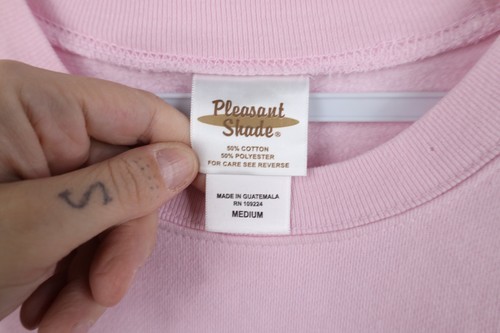 Pleasant
Shade®
50% COTTON
50% POLYESTER
FOR CARE SEE REVERSE
MADE IN GUATEMALA
RN 109224
MEDIUM
S